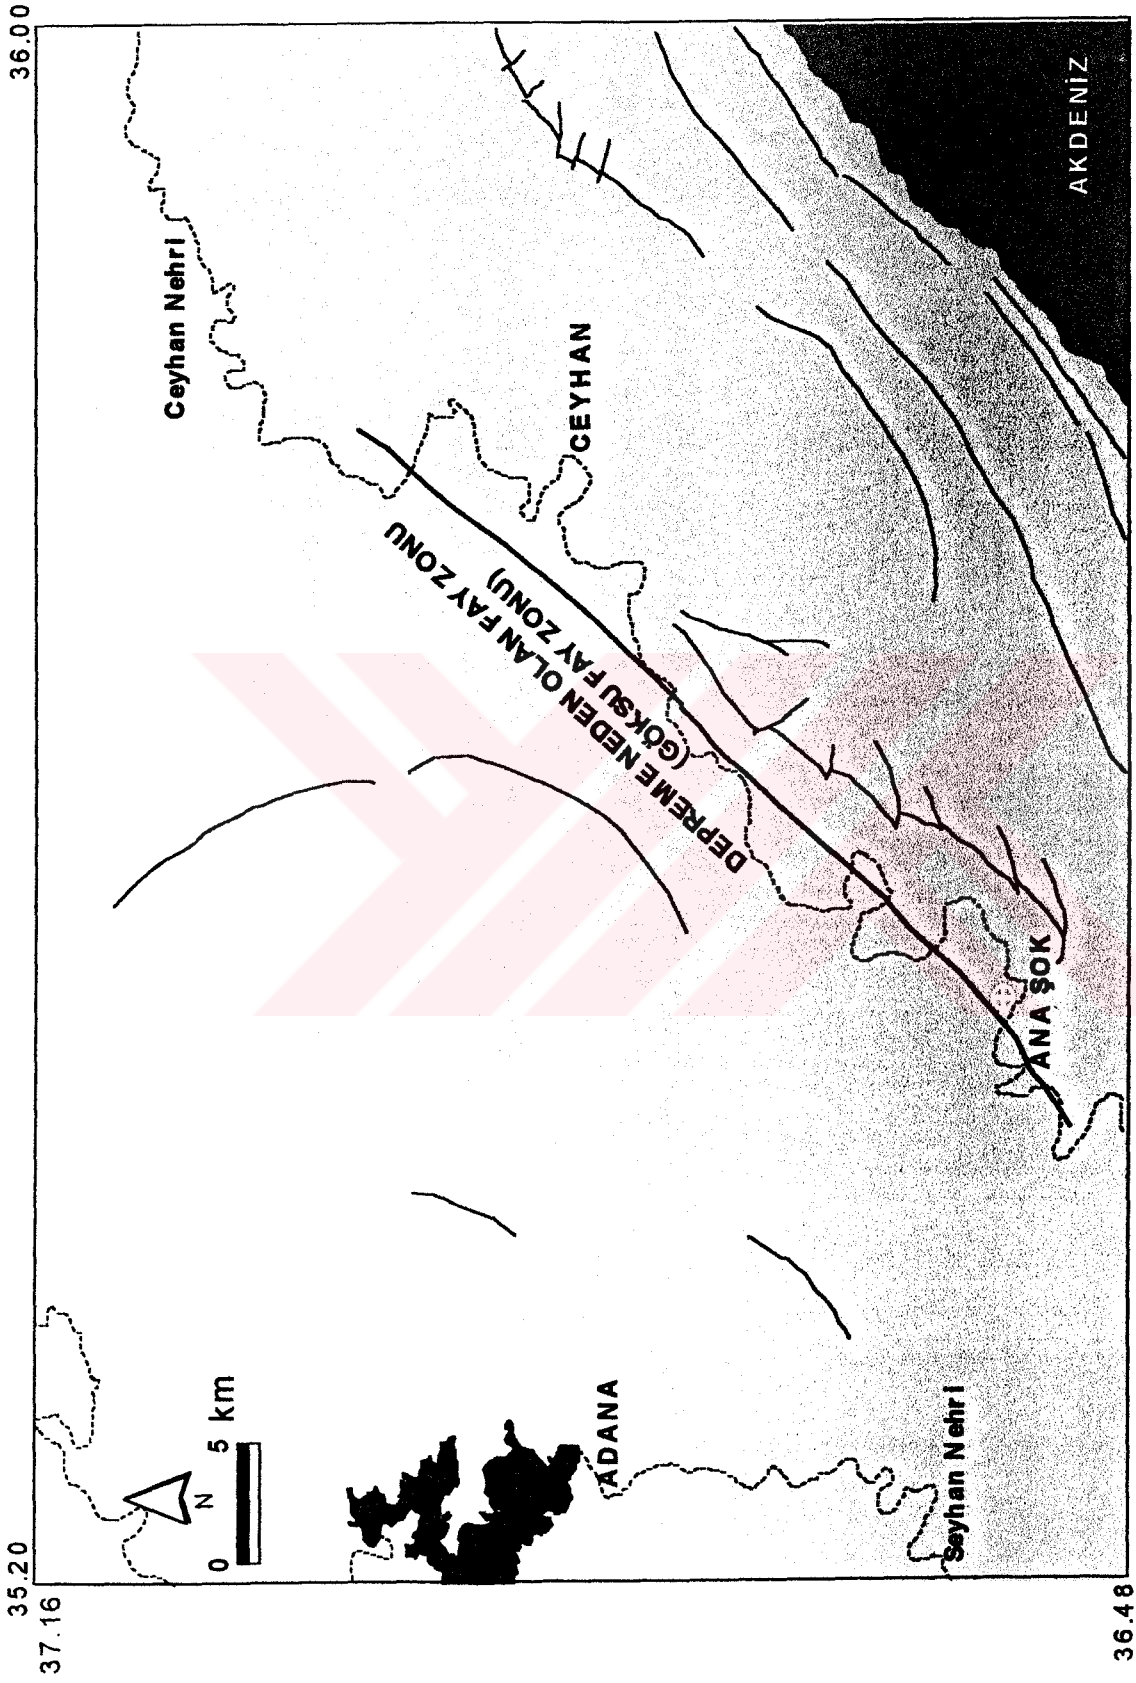 35.20
36.00
37.16
N
0 5 km
Ceyhan Nehri
CEYHAN
DEPREME NEDEN OLAN FAY ZONU
(GÖKSU FAY ZONU)
ADANA
AKDENİZ
ANA ŞOK
Seyhan Nehri
36.48